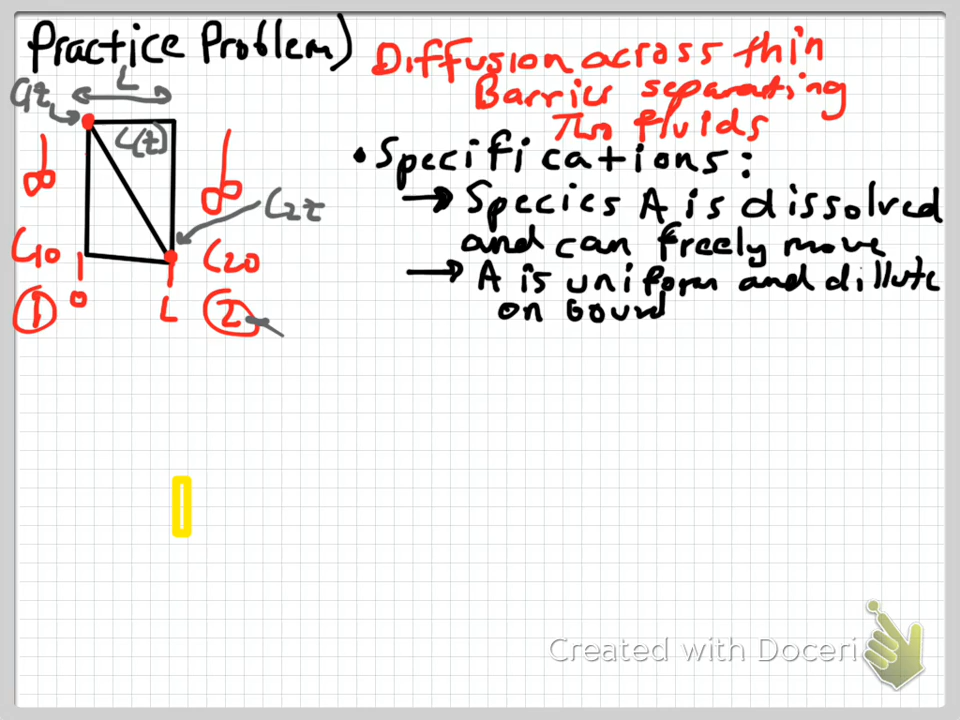 Practice Problem)
Diffusion across thin
Barrier separating
Two fluids
L
• Specifications:
→ Species A is dissolved
and can freely move
→ A is uniform and dillute
on bound
C2t
C10
C20
0
L
1
2
Created with Doceri